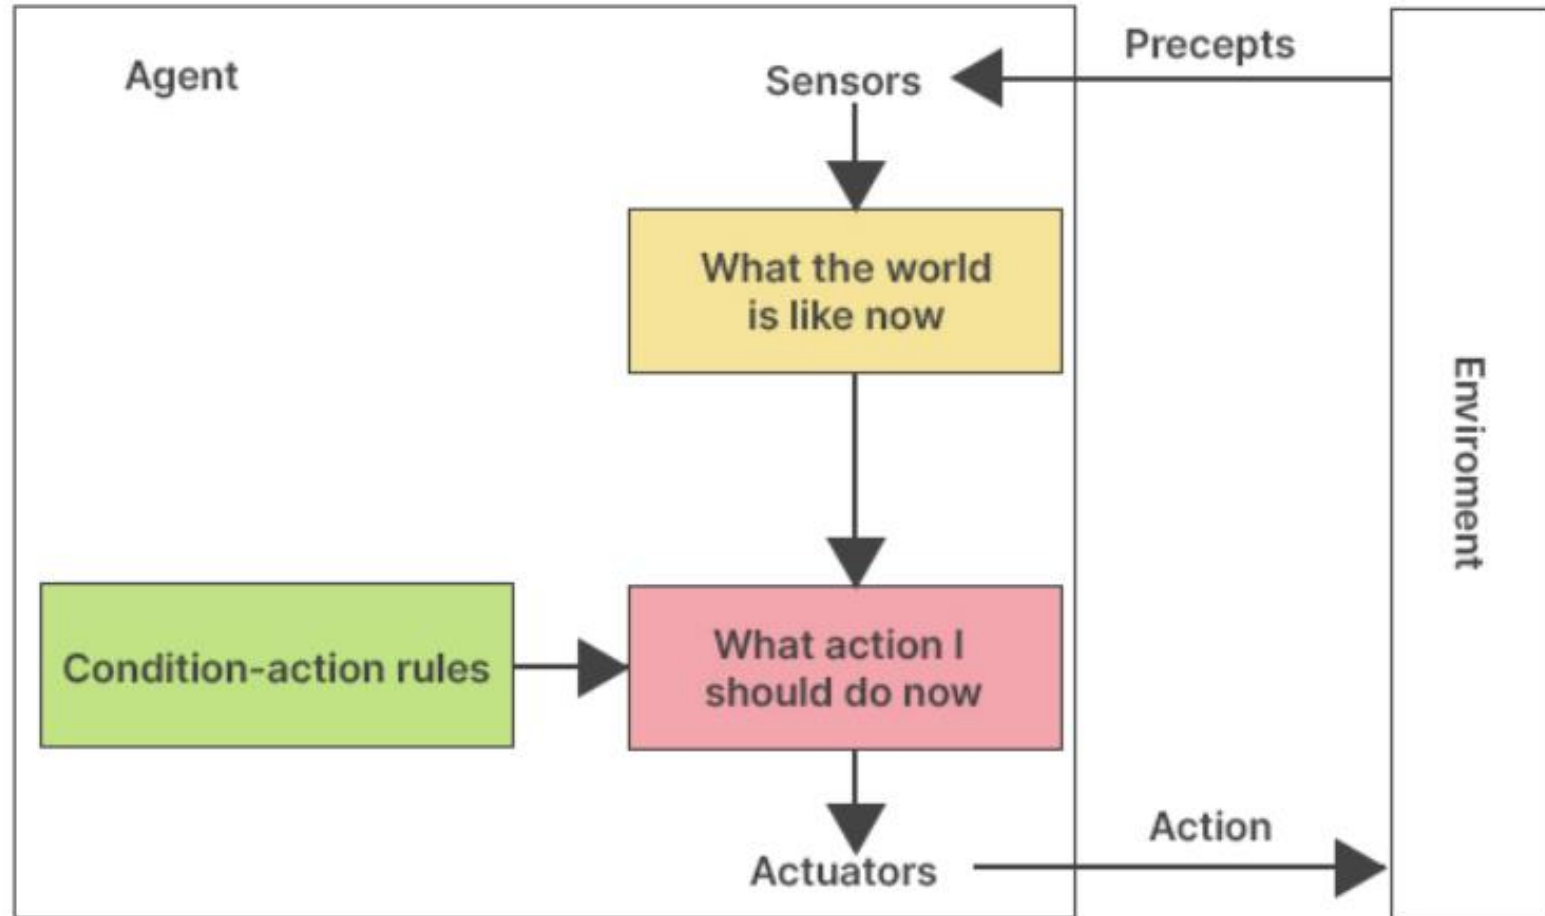 Agent
Sensors
Precepts
What the world
is like now
Enviroment
Condition-action rules
What action I
should do now
Actuators
Action